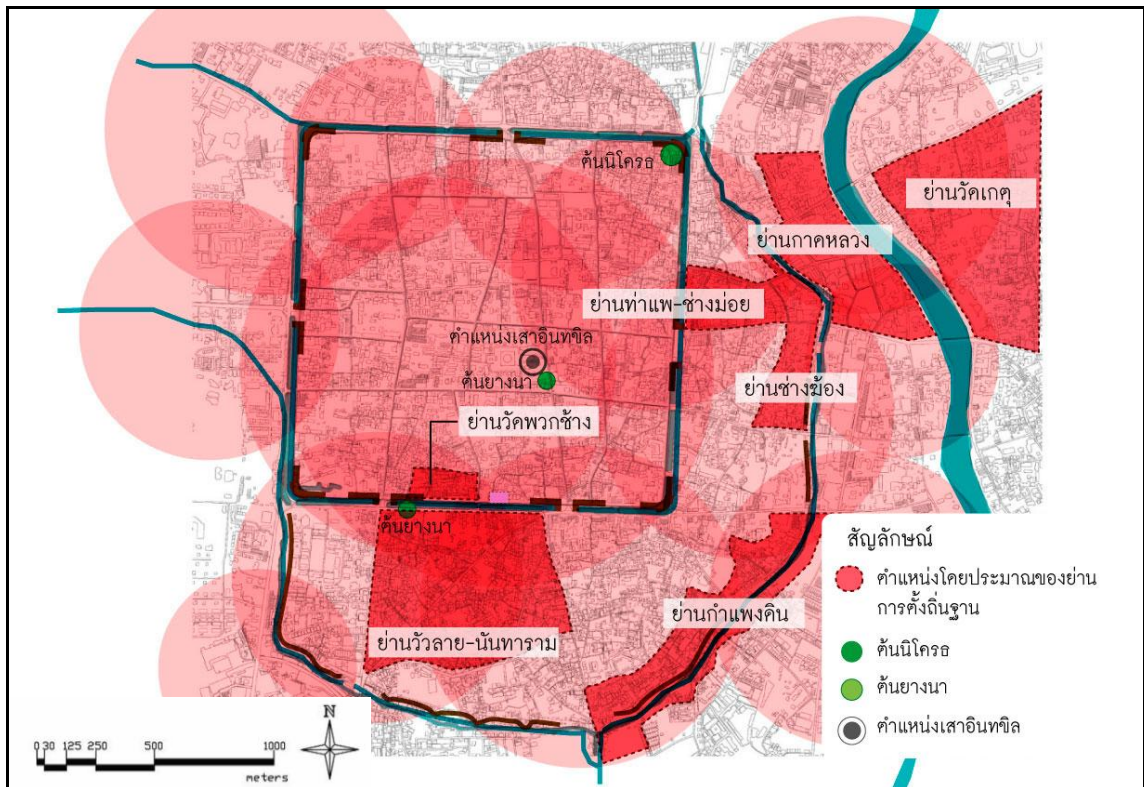 ต้นนิโครธ
ย่านวัดเกตุ
ย่านกาดหลวง
ย่านท่าแพ-ช่างม่อย
ตำแหน่งเสาอินทขิล
ต้นยางนา
ย่านช่างฆ้อง
ย่านวัดพวกช้าง
ต้นยางนา
ย่านกำแพงดิน
ย่านวัวลาย-นันทาราม
สัญลักษณ์
ตำแหน่งโดยประมาณของย่าน
การตั้งถิ่นฐาน
ต้นนิโครธ
ต้นยางนา
ตำแหน่งเสาอินทขิล
N
0 30 125 250 500 1000
meters